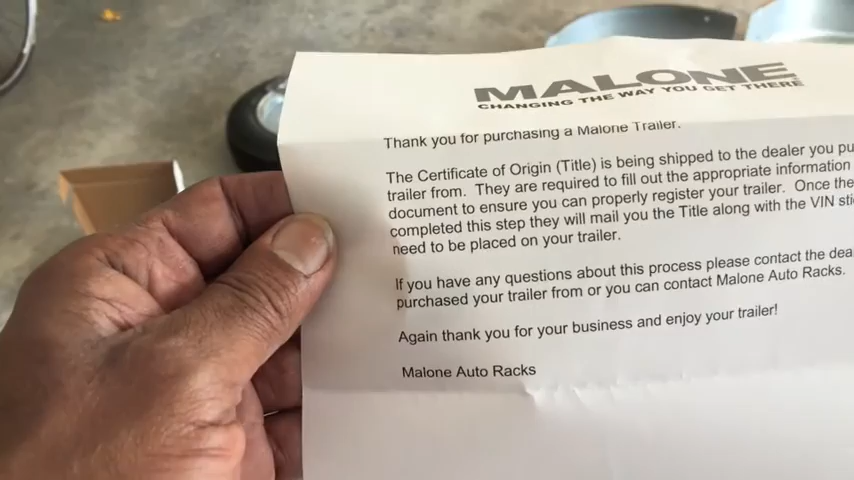 MALONE
CHANGING THE WAY YOU GET THERE
Thank you for purchasing a Malone Trailer.
The Certificate of Origin (Title) is being shipped to the dealer you
trailer from. They are required to fill out the appropriate information
document to ensure you can properly register your trailer. Once the
completed this step they will mail you the Title along with the VIN
need to be placed on your trailer.
If you have any questions about this process please contact the
purchased your trailer from or you can contact Malone Auto Racks.
Again thank you for your business and enjoy your trailer!
Malone Auto Racks